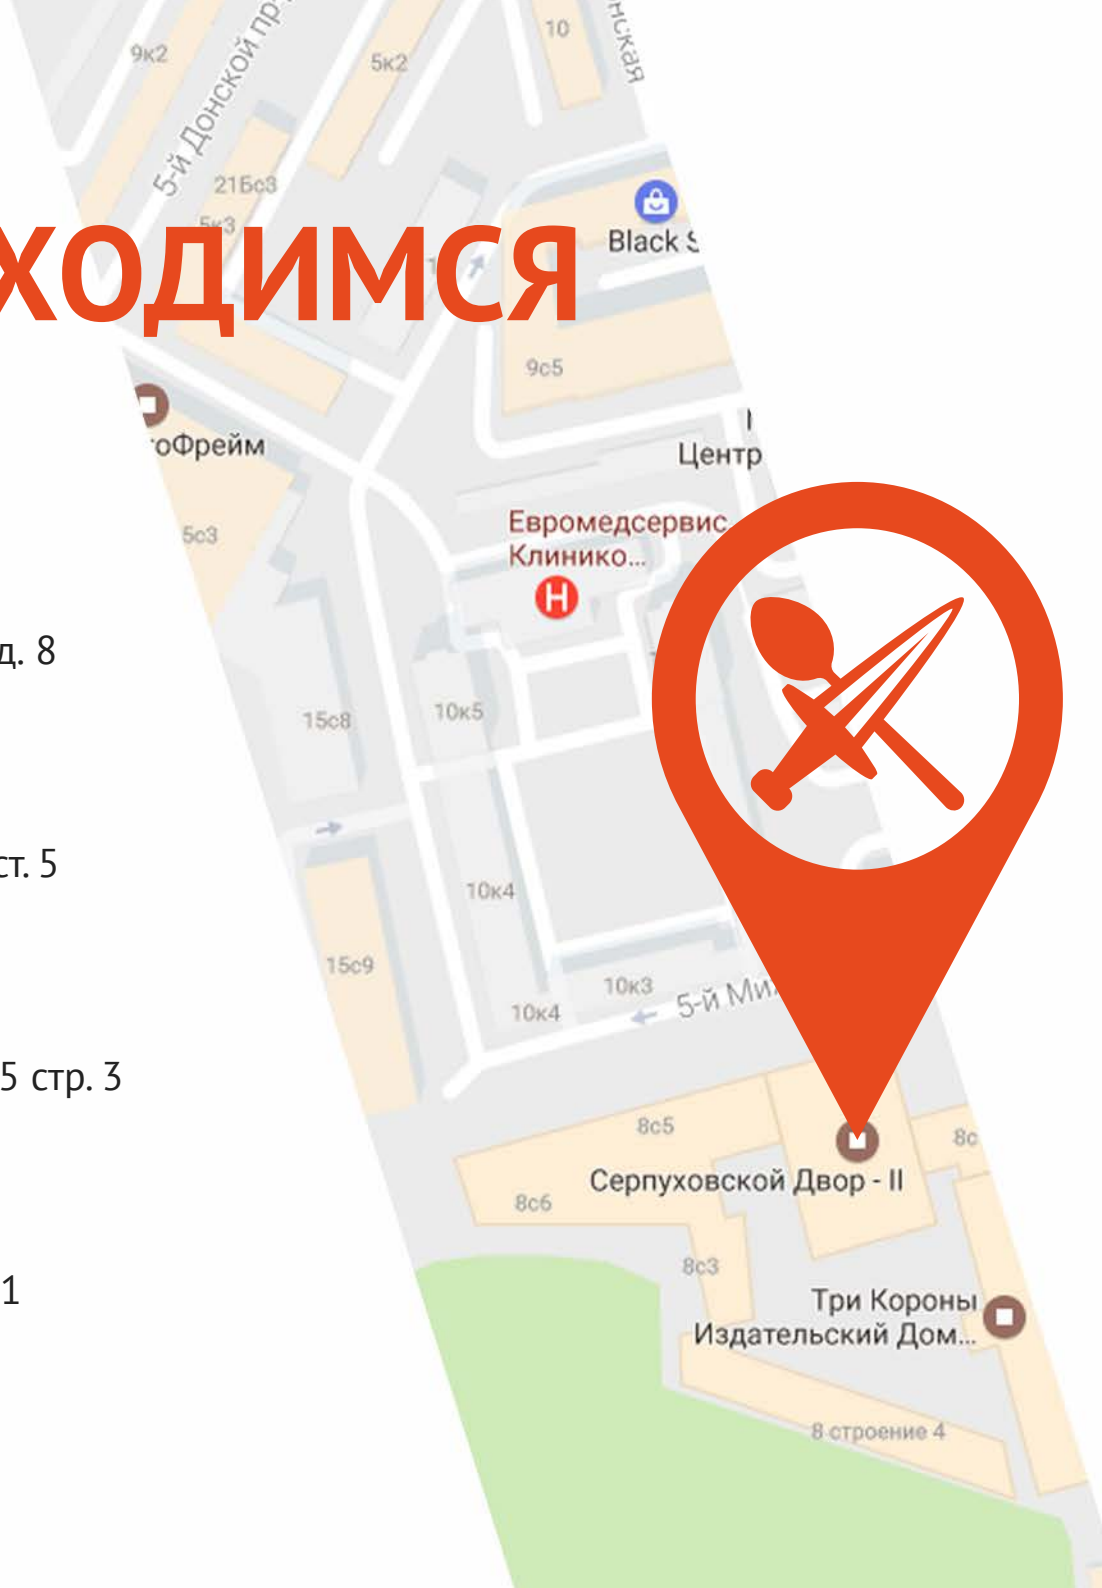 9к2
5к2
10
нская
5-й Донской пр-
21Бс3
5к3
ХОДИМСЯ
Black S
9с5
гоФрейм
Центр
5с3
Евромедсервис
Клинико...
H
д. 8
15с8
10к5
ст. 5
10к4
15с9
10к3
10к4
5-й Ми
5 стр. 3
8с5
8с
Серпуховской Двор - II
8с6
8с3
1
Три Короны
Издательский Дом...
8 строение 4